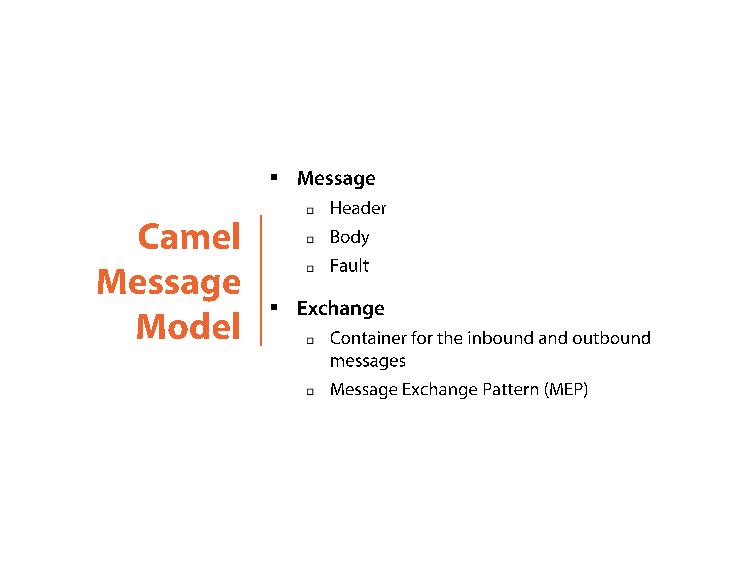 Camel
Message
Model
▪ Message
▫ Header
▫ Body
▫ Fault
▪ Exchange
▫ Container for the inbound and outbound
messages
▫ Message Exchange Pattern (MEP)